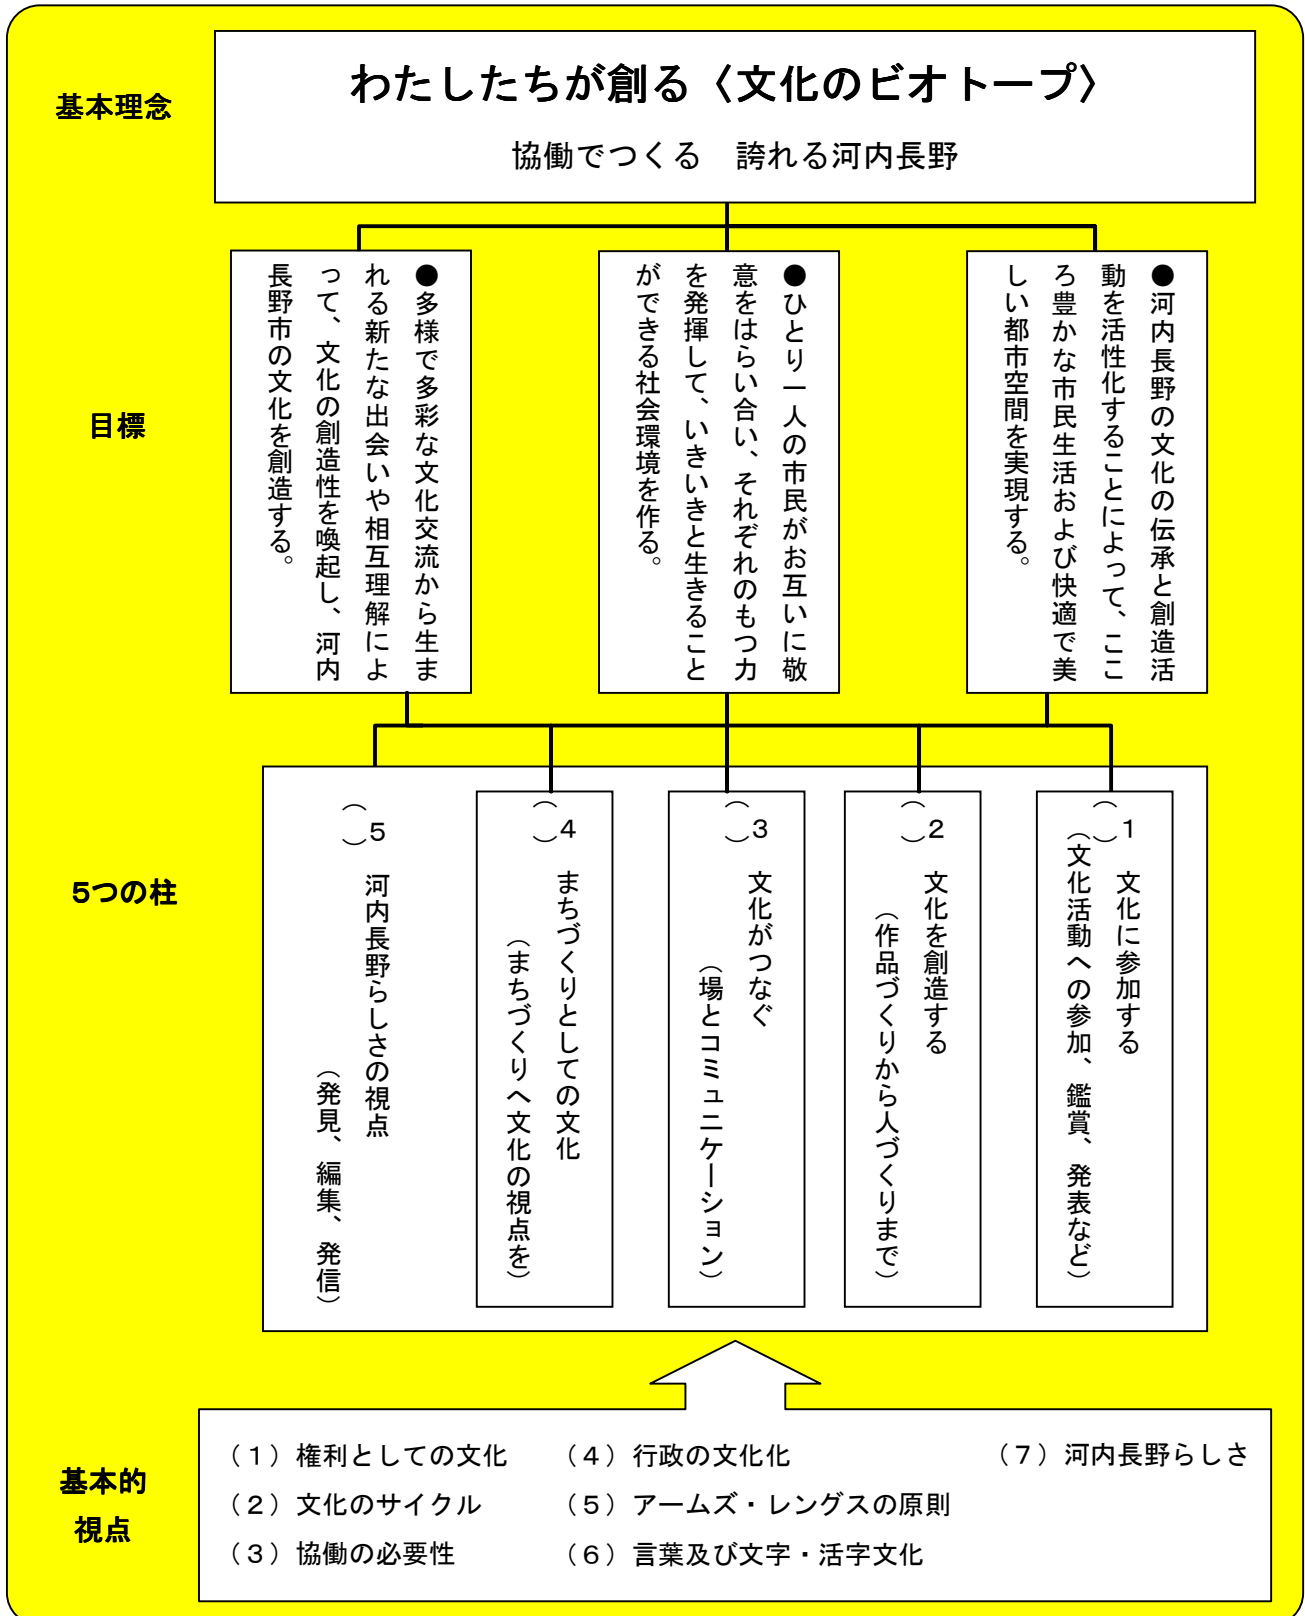 基本理念
わたしたちが創る〈文化のビオトープ〉
協働でつくる　誇れる河内長野
目標
●河内長野の文化の伝承と創造活
動を活性化することによって、ここ
ろ豊かな市民生活および快適で美
しい都市空間を実現する。
●ひとり一人の市民がお互いに敬
意をはらい合い、それぞれのもつ力
を発揮して、いきいきと生きること
ができる社会環境を作る。
●多様で多彩な文化交流から生ま
れる新たな出会いや相互理解によ
って、文化の創造性を喚起し、河内
長野市の文化を創造する。
5つの柱
（1）文化に参加する
（文化活動への参加、鑑賞、発表など）
（2）文化を創造する
（作品づくりから人づくりまで）
（3）文化がつなぐ
（場とコミュニケーション）
（4）まちづくりとしての文化
（まちづくりへ文化の視点を）
（5）河内長野らしさの視点
（発見、編集、発信）
基本的
視点
（１）権利としての文化
（２）文化のサイクル
（３）協働の必要性
（４）行政の文化化
（５）アームズ・レングスの原則
（６）言葉及び文字・活字文化
（７）河内長野らしさ